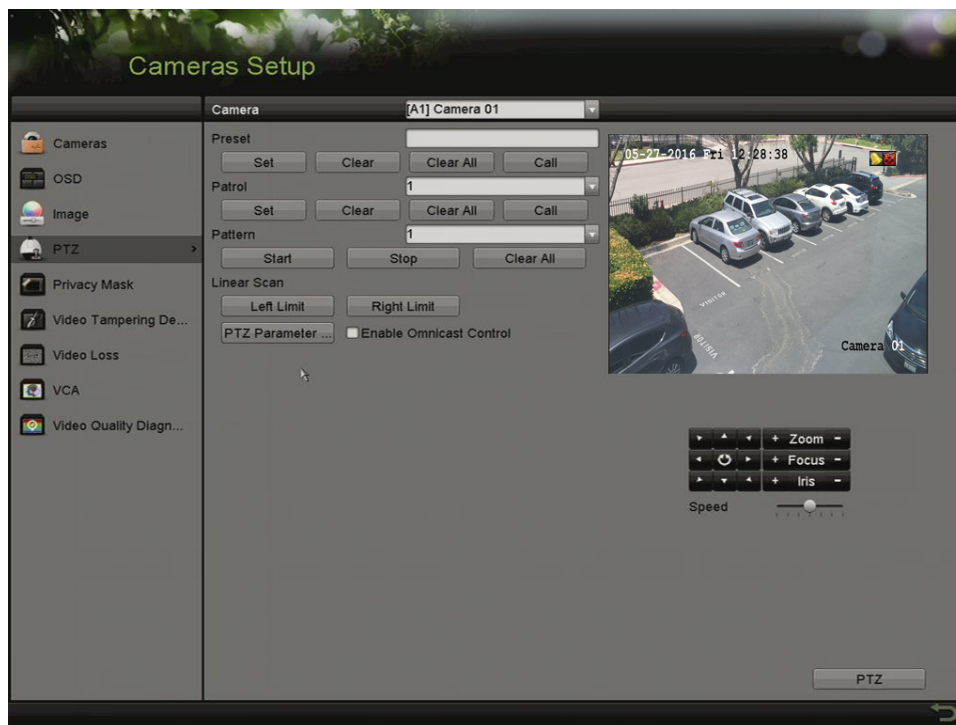 Cameras Setup
Camera [A1] Camera 01
Cameras
OSD
Image
PTZ
Privacy Mask
Video Tampering De...
Video Loss
VCA
Video Quality Diagn...
Preset
Set Clear Clear All Call
Patrol 1
Set Clear Clear All Call
Pattern 1
Start Stop Clear All
Linear Scan
Left Limit Right Limit
PTZ Parameter ... Enable Omnicast Control
05-27-2016 Fri 12:28:38
VISITOR
VISITOR
Camera 01
+ Zoom -
+ Focus -
+ Iris -
Speed
PTZ